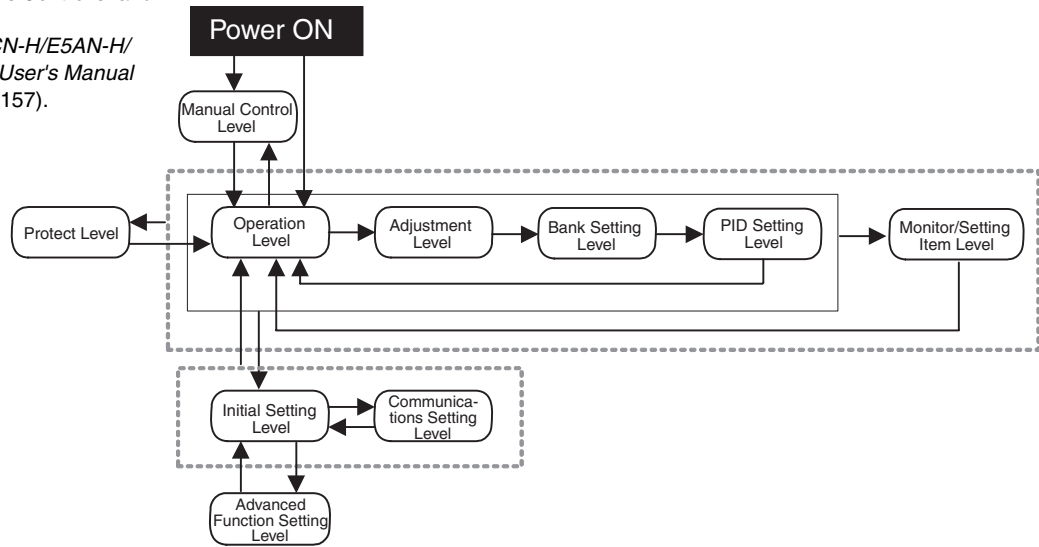 CN-H/E5AN-H/
User's Manual
157).
Power ON
Manual Control
Level
Protect Level
Operation
Level
Adjustment
Level
Bank Setting
Level
PID Setting
Level
Monitor/Setting
Item Level
Initial Setting
Level
Communica-
tions Setting
Level
Advanced
Function Setting
Level